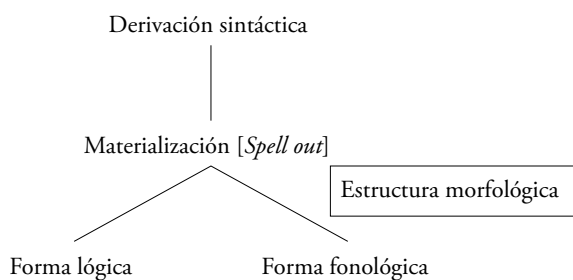 Derivación sintáctica
Materialización [Spell out]
Estructura morfológica
Forma lógica
Forma fonológica